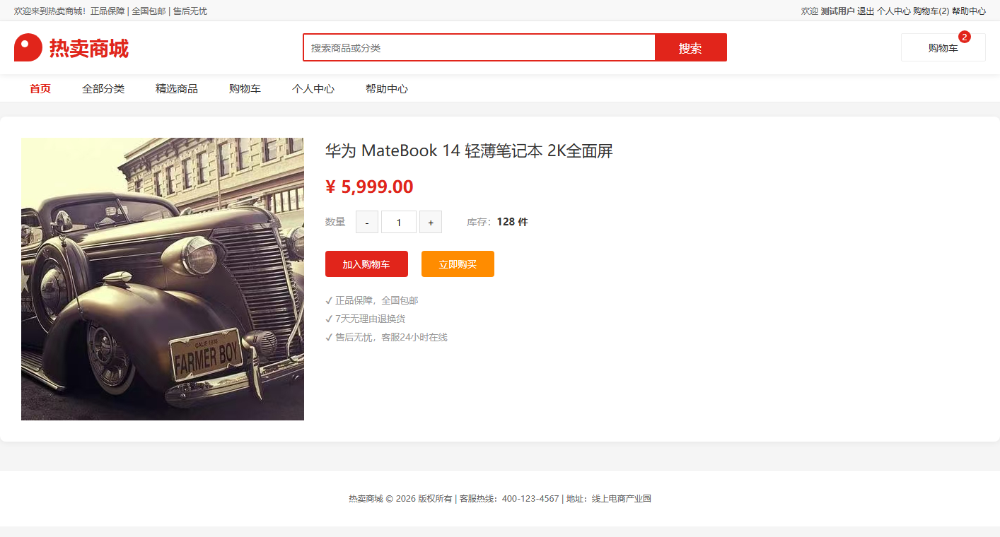 欢迎来到热卖商城！正品保障 | 全国包邮 | 售后无忧
欢迎 测试用户 退出 个人中心 购物车(2) 帮助中心
热卖商城
搜索商品或分类
搜索
购物车
2
首页 全部分类 精选商品 购物车 个人中心 帮助中心
CALIF 1936
FARMER BOY
华为 MateBook 14 轻薄笔记本 2K全面屏
¥ 5,999.00
数量 - 1 + 库存：128 件
加入购物车 立即购买
✓ 正品保障，全国包邮
✓ 7天无理由退换货
✓ 售后无忧，客服24小时在线
热卖商城 © 2026 版权所有 | 客服热线：400-123-4567 | 地址：线上电商产业园